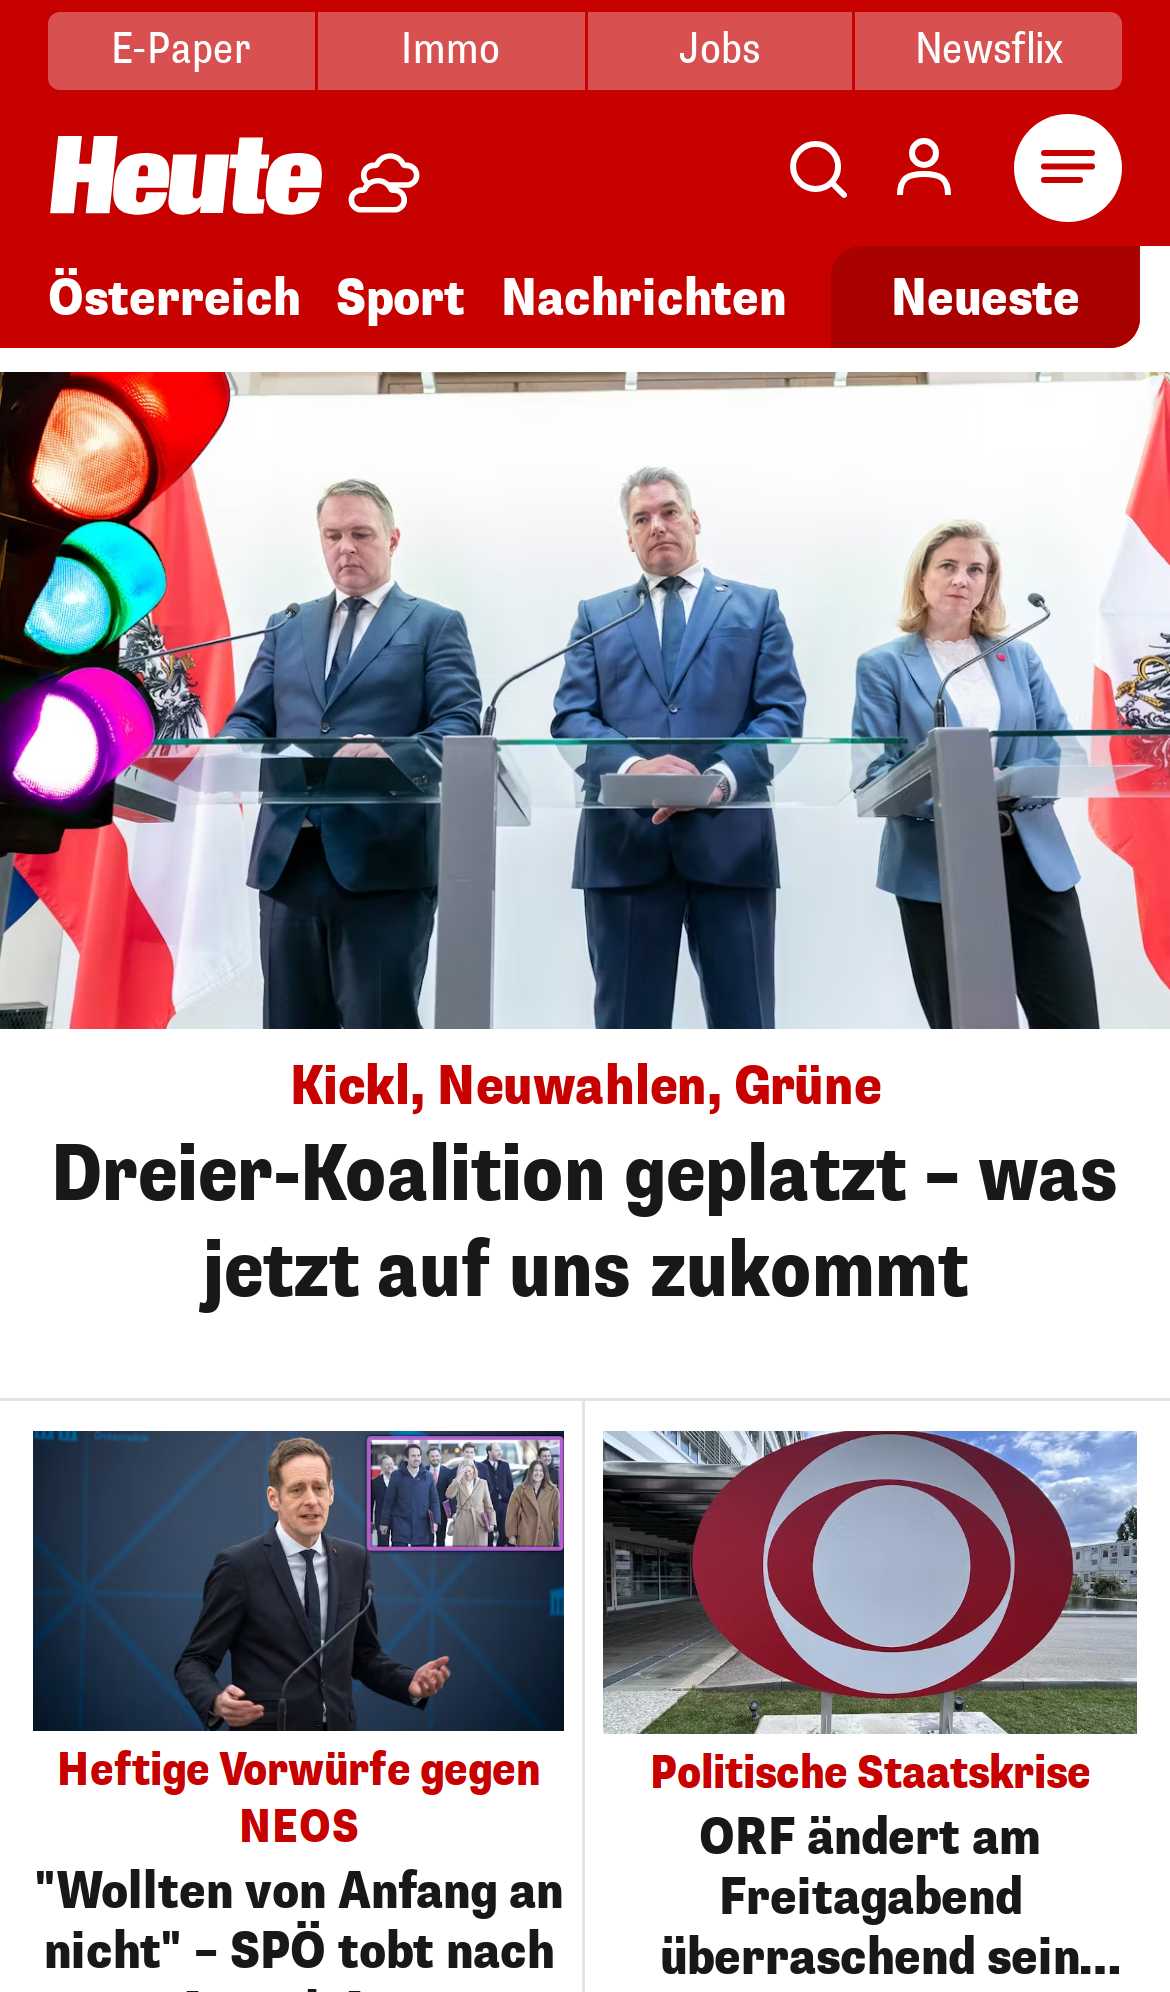 E-Paper
Immo
Jobs
Newsflix
Heute
Österreich
Sport
Nachrichten
Neueste
Kickl, Neuwahlen, Grüne
Dreier-Koalition geplatzt – was
jetzt auf uns zukommt
Heftige Vorwürfe gegen
NEOS
"Wollten von Anfang an
nicht" – SPÖ tobt nach
Politische Staatskrise
ORF ändert am
Freitagabend
überraschend sein...